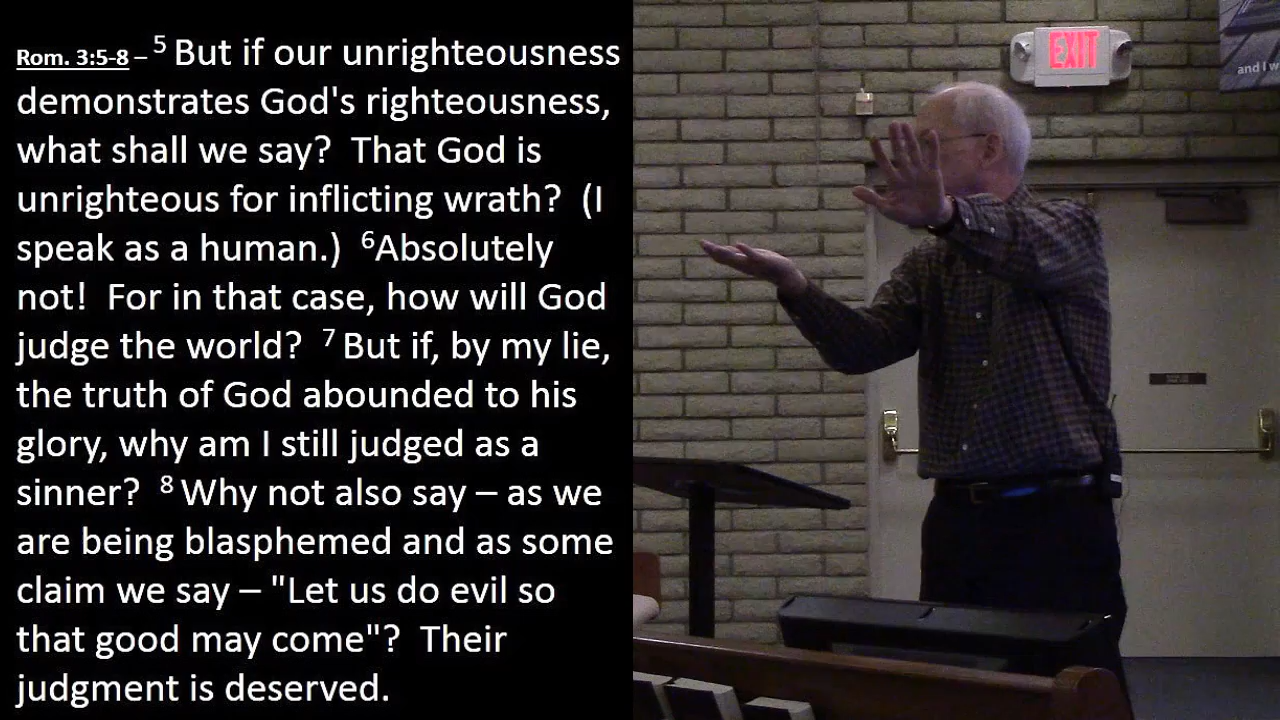 Rom. 3:5-8 – 5 But if our unrighteousness
demonstrates God's righteousness,
what shall we say?  That God is
unrighteous for inflicting wrath?  (I
speak as a human.)  6Absolutely
not!  For in that case, how will God
judge the world?  7 But if, by my lie,
the truth of God abounded to his
glory, why am I still judged as a
sinner?  8 Why not also say – as we
are being blasphemed and as some
claim we say – "Let us do evil so
that good may come"?  Their
judgment is deserved.
EXIT
and I w